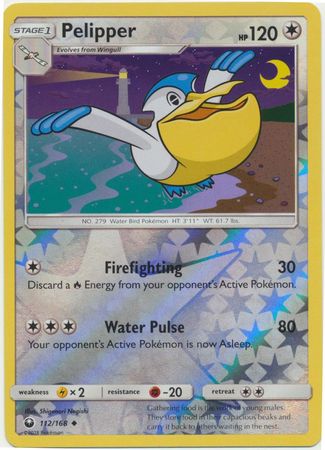 STAGE 1 Pelipper HP 120
Evolves from Wingull
NO. 279 Water Bird Pokémon HT: 3'11" WT: 61.7 lbs.
Firefighting 30
Discard a Energy from your opponent's Active Pokémon.
Water Pulse 80
Your opponent's Active Pokémon is now Asleep.
weakness × 2 resistance -20 retreat
Illus. Shigenori Negishi
112/168
©2018 Pokémon
Gathering food is the work of young males.
They store food in their capacious beaks and
carry it back to others waiting in the nest.